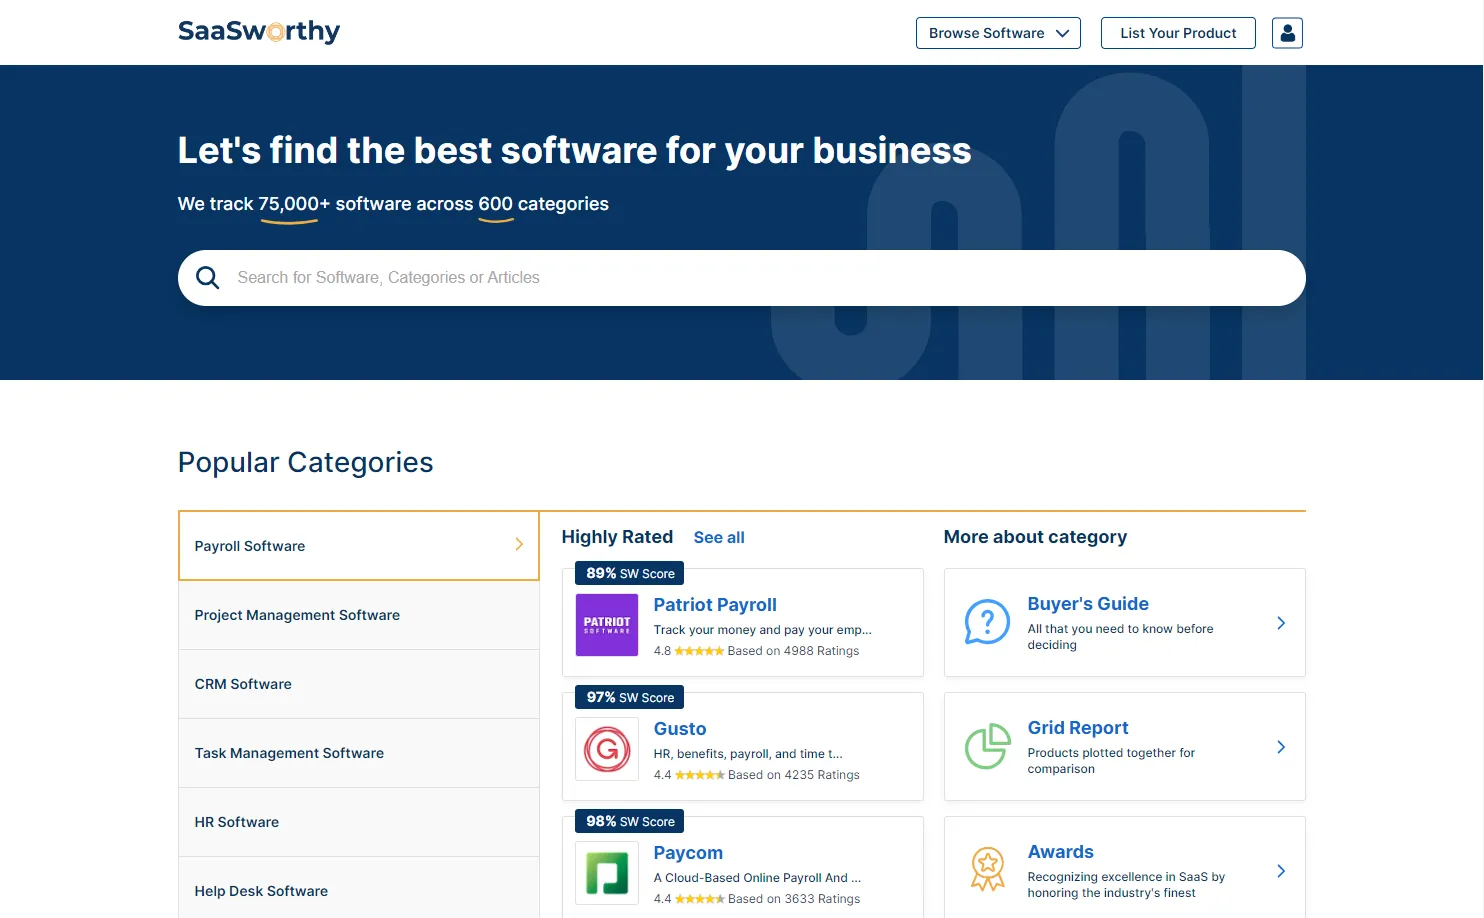 SaaSworthy
Browse Software
List Your Product
Let's find the best software for your business
We track 75,000+ software across 600 categories
Search for Software, Categories or Articles
Popular Categories
Payroll Software
Project Management Software
CRM Software
Task Management Software
HR Software
Help Desk Software
Highly Rated See all
89% SW Score
PATRIOT
SOFTWARE
Patriot Payroll
Track your money and pay your emp...
4.8 Based on 4988 Ratings
97% SW Score
G
Gusto
HR, benefits, payroll, and time t...
4.4 Based on 4235 Ratings
98% SW Score
Paycom
A Cloud-Based Online Payroll And ...
4.4 Based on 3633 Ratings
More about category
?
Buyer's Guide
All that you need to know before
deciding
Grid Report
Products plotted together for
comparison
Awards
Recognizing excellence in SaaS by
honoring the industry's finest